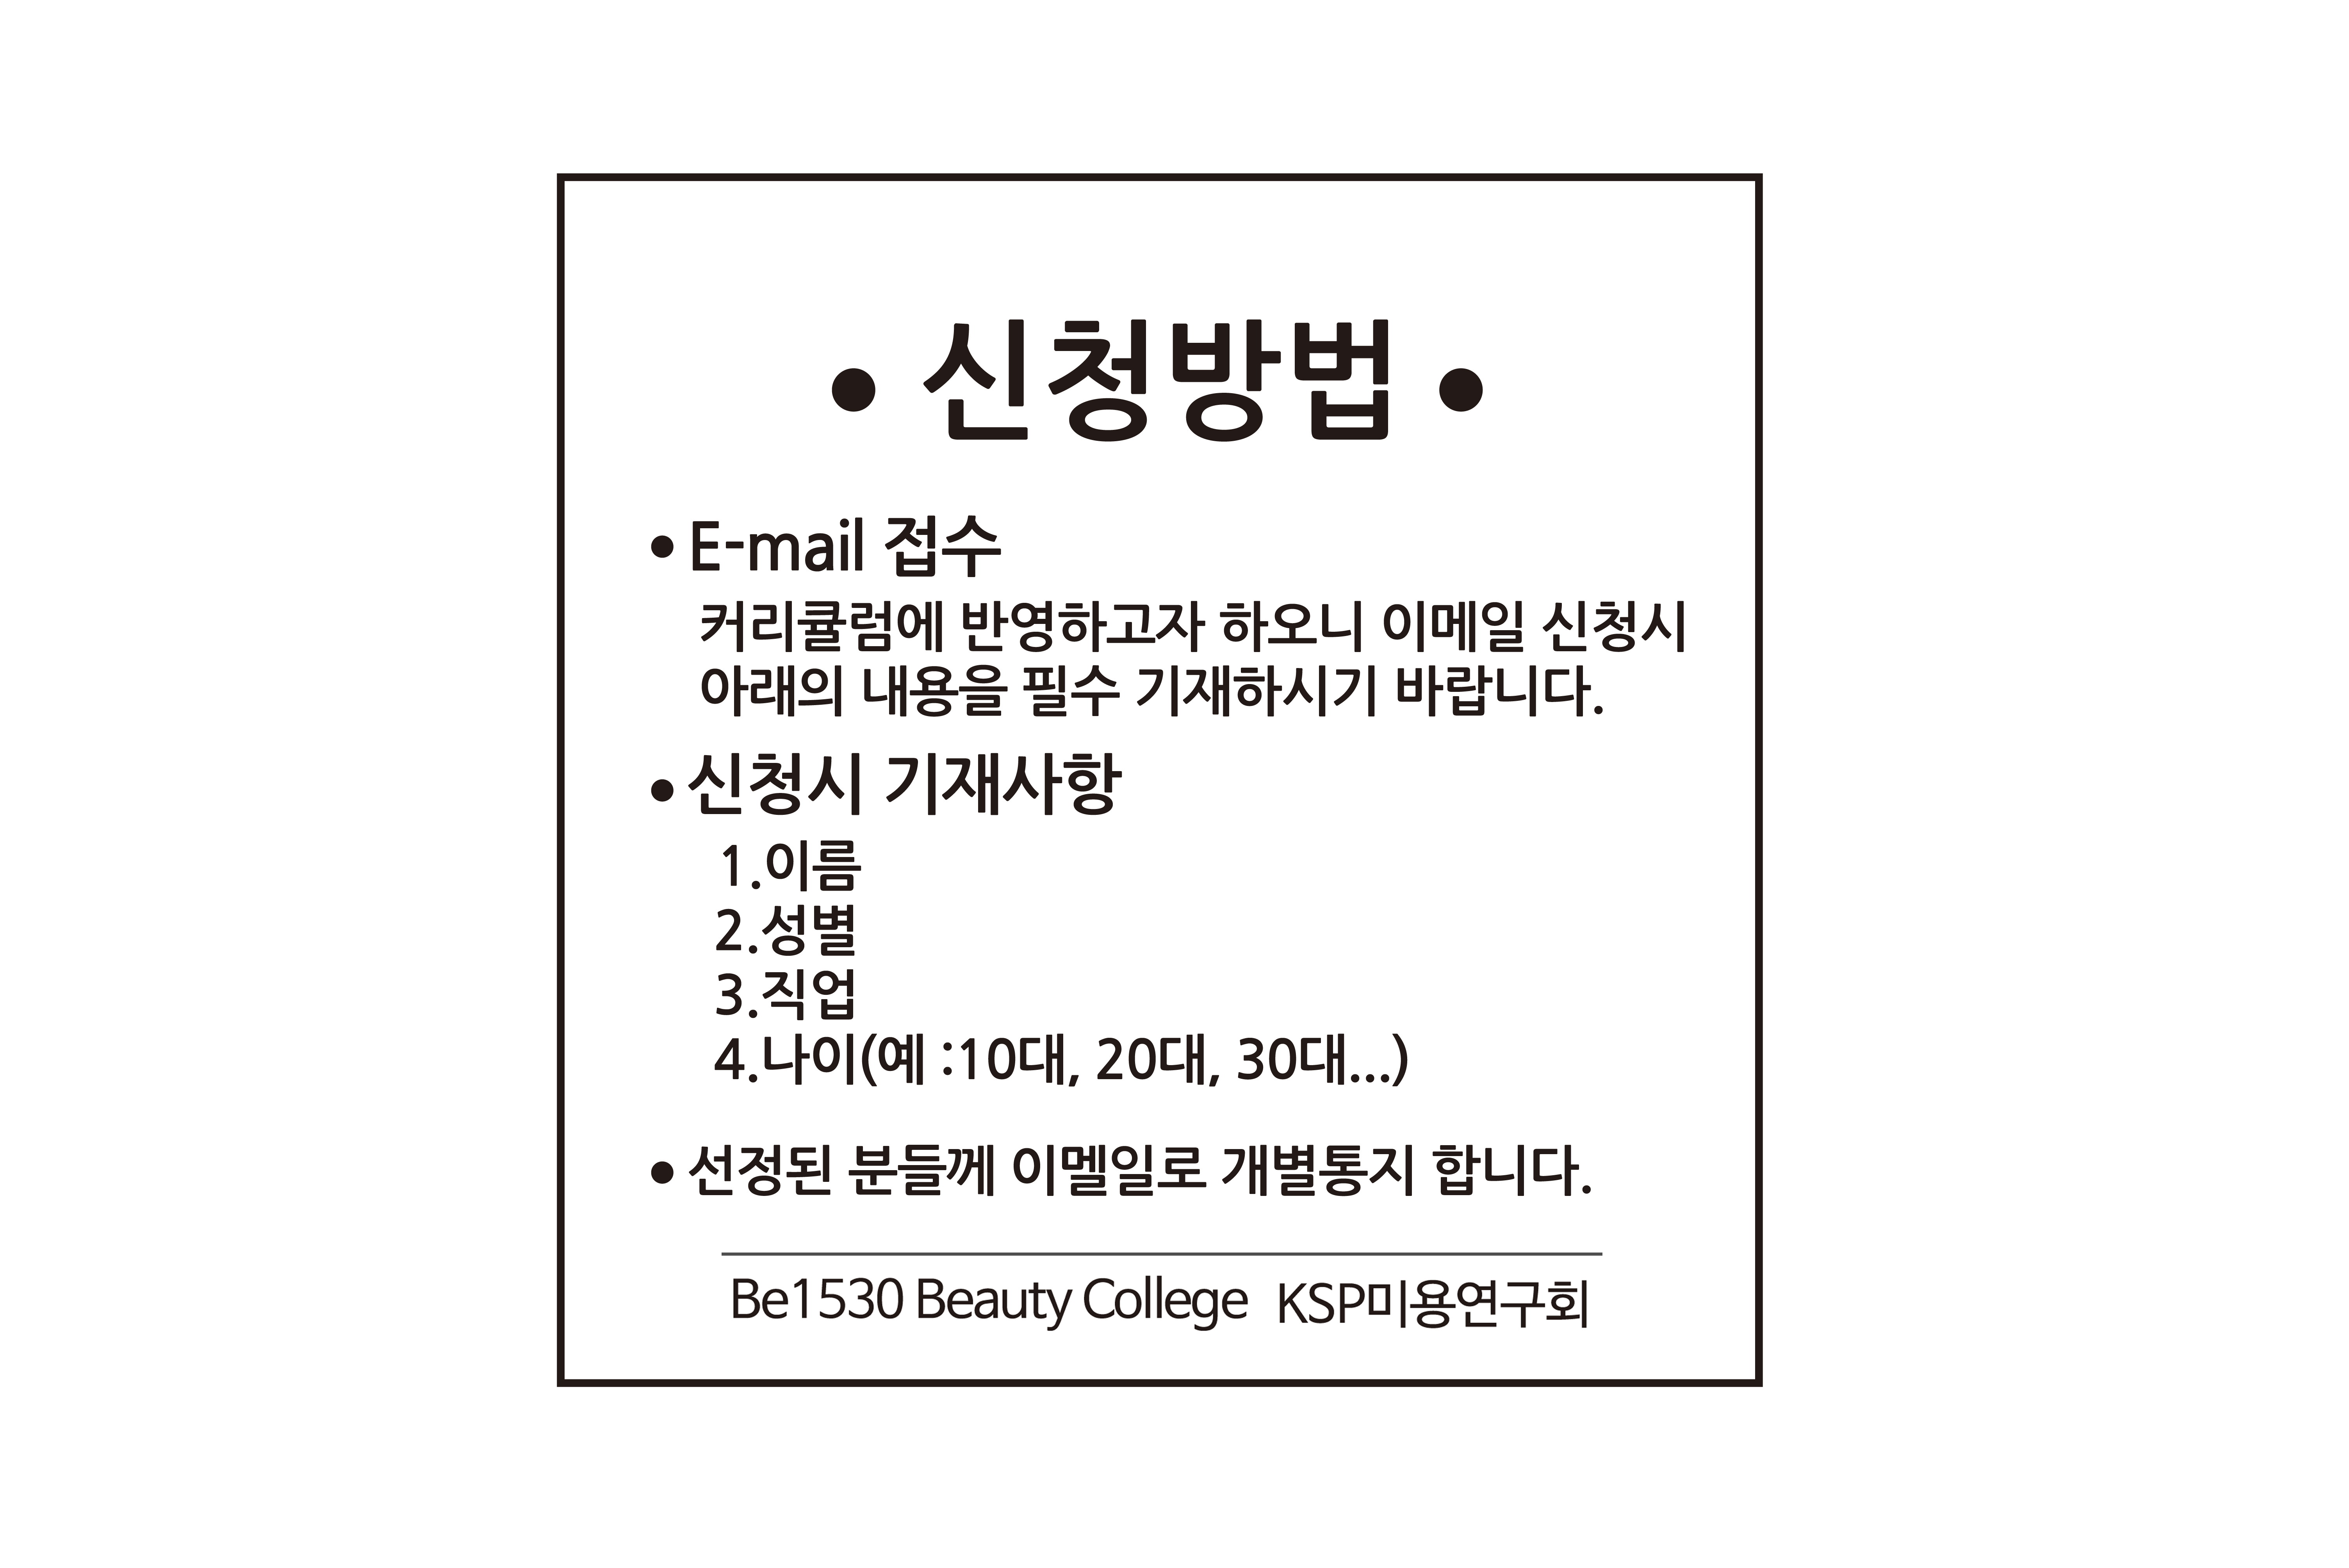 • 신청방법 •
• E-mail 접수
커리큘럼에 반영하고자 하오니 이메일 신청시
아래의 내용을 필수 기재하시기 바랍니다.
• 신청시 기재사항
1.이름
2.성별
3.직업
4.나이(예 :10대, 20대, 30대...)
• 선정된 분들께 이멜일로 개별통지 합니다.
Be1530 Beauty College KSP미용연구회